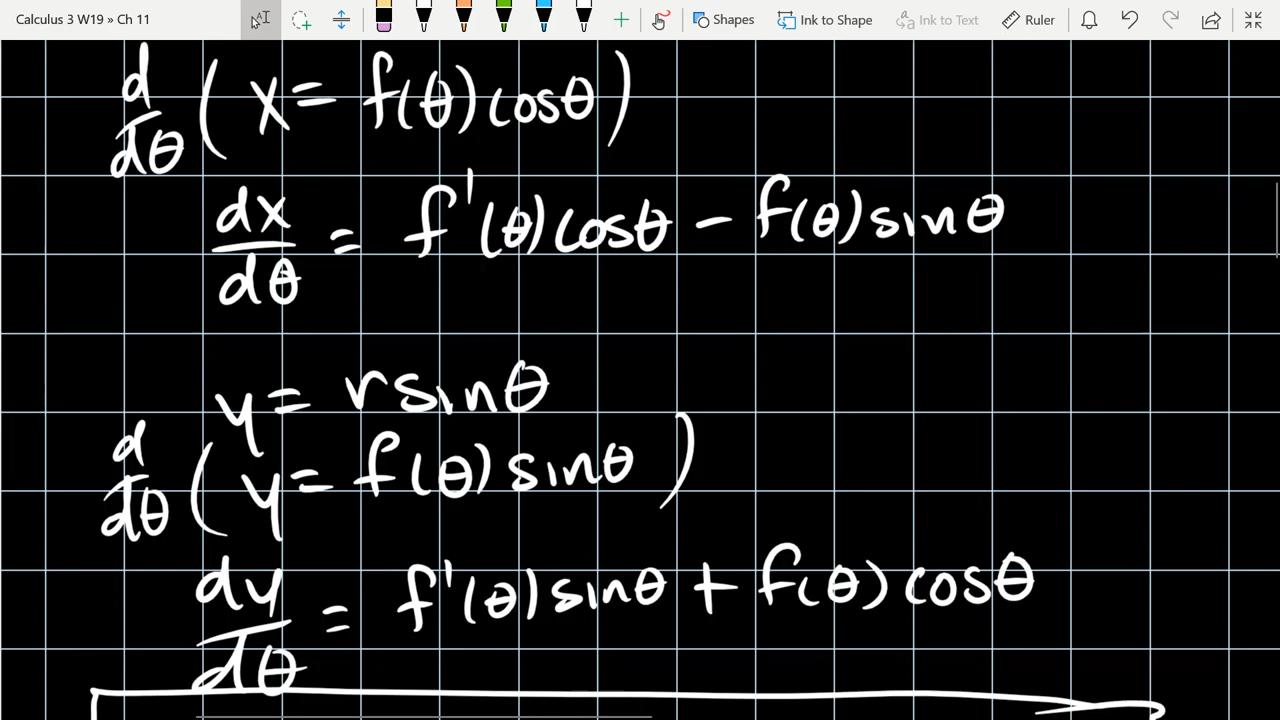 Calculus 3 W19 » Ch 11 Shapes Ink to Shape Ink to Text Ruler
d/dθ ( x = f(θ)cosθ )
dx/dθ = f'(θ)cosθ - f(θ)sinθ
y = rsinθ
d/dθ ( y = f(θ)sinθ )
dy/dθ = f'(θ)sinθ + f(θ)cosθ